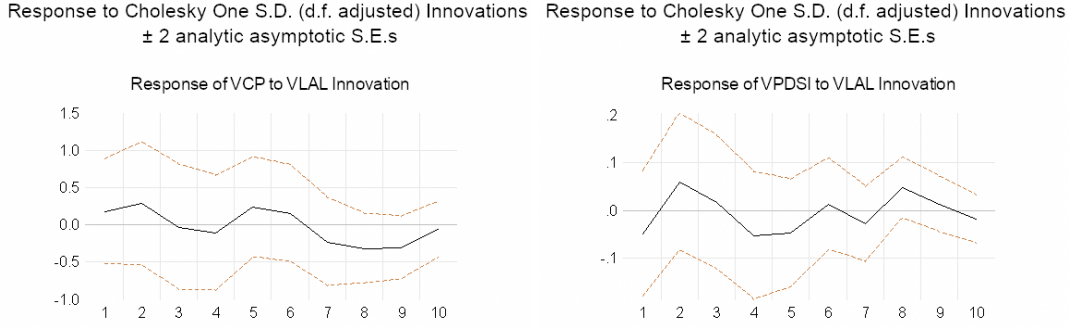 Response to Cholesky One S.D. (d.f. adjusted) Innovations
± 2 analytic asymptotic S.E.s
Response of VCP to VLAL Innovation
1.5
1.0
0.5
0.0
-0.5
-1.0
1 2 3 4 5 6 7 8 9 10
Response to Cholesky One S.D. (d.f. adjusted) Innovations
± 2 analytic asymptotic S.E.s
Response of VPDSI to VLAL Innovation
.2
.1
.0
-.1
1 2 3 4 5 6 7 8 9 10